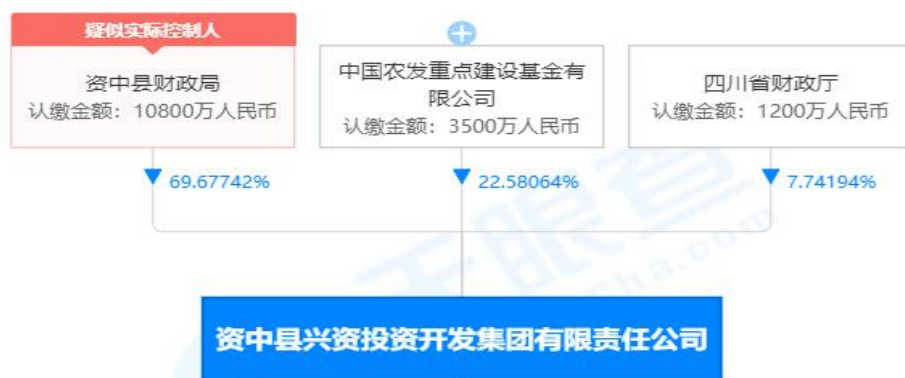 疑似实际控制人
资中县财政局
认缴金额：10800万人民币
中国农发重点建设基金有
限公司
认缴金额：3500万人民币
四川省财政厅
认缴金额：1200万人民币
69.67742%
22.58064%
7.74194%
天眼查
资中县兴资投资开发集团有限责任公司